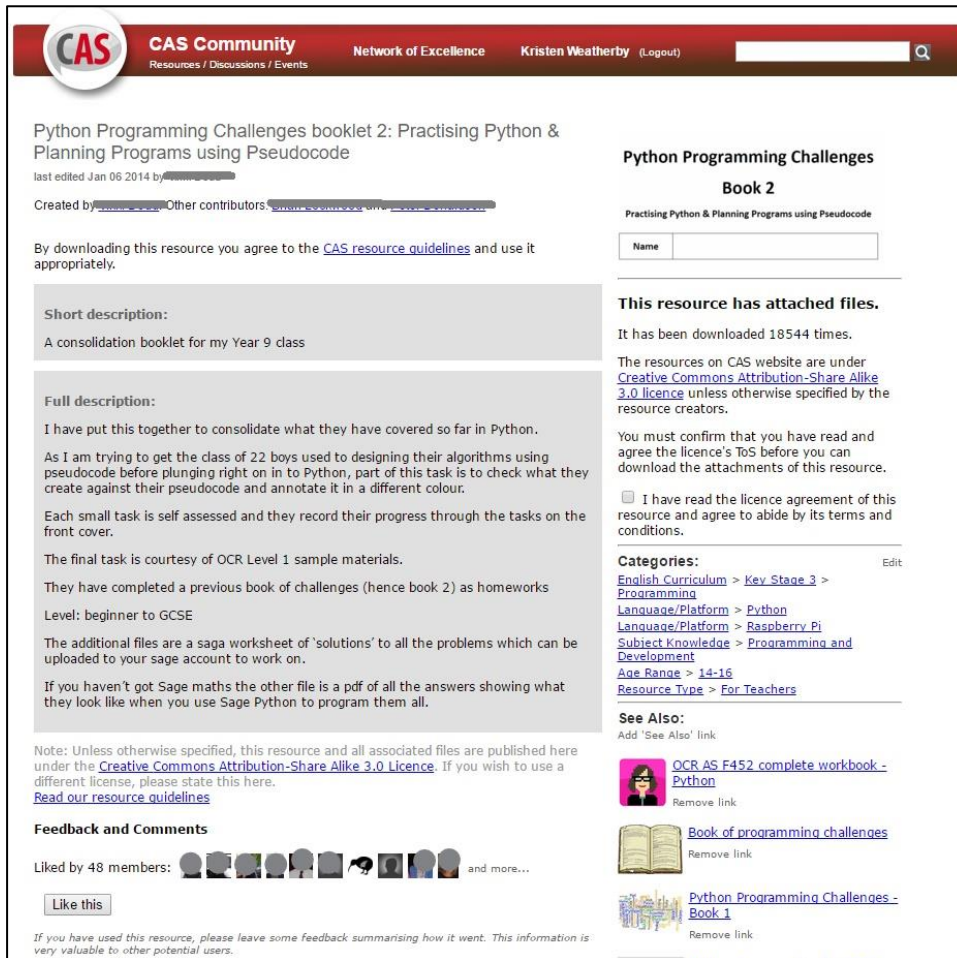 CAS
CAS Community
Resources / Discussions / Events
Network of Excellence
Kristen Weatherby (Logout)
Python Programming Challenges booklet 2: Practising Python &
Planning Programs using Pseudocode
last edited Jan 06 2014 by
Created by Other contributors: and
By downloading this resource you agree to the CAS resource guidelines and use it
appropriately.
Short description:
A consolidation booklet for my Year 9 class
Full description:
I have put this together to consolidate what they have covered so far in Python.
As I am trying to get the class of 22 boys used to designing their algorithms using
pseudocode before plunging right on in to Python, part of this task is to check what they
create against their pseudocode and annotate it in a different colour.
Each small task is self assessed and they record their progress through the tasks on the
front cover.
The final task is courtesy of OCR Level 1 sample materials.
They have completed a previous book of challenges (hence book 2) as homeworks
Level: beginner to GCSE
The additional files are a saga worksheet of `solutions' to all the problems which can be
uploaded to your sage account to work on.
If you haven't got Sage maths the other file is a pdf of all the answers showing what
they look like when you use Sage Python to program them all.
Note: Unless otherwise specified, this resource and all associated files are published here
under the Creative Commons Attribution-Share Alike 3.0 Licence. If you wish to use a
different license, please state this here.
Read our resource guidelines
Feedback and Comments
Liked by 48 members:
and more...
Like this
If you have used this resource, please leave some feedback summarising how it went. This information is
very valuable to other potential users.
Python Programming Challenges
Book 2
Practising Python & Planning Programs using Pseudocode
Name
This resource has attached files.
It has been downloaded 18544 times.
The resources on CAS website are under
Creative Commons Attribution-Share Alike
3.0 licence unless otherwise specified by the
resource creators.
You must confirm that you have read and
agree the licence's ToS before you can
download the attachments of this resource.
I have read the licence agreement of this
resource and agree to abide by its terms and
conditions.
Categories:
Edit
English Curriculum > Key Stage 3 >
Programming
Language/Platform > Python
Language/Platform > Raspberry Pi
Subject Knowledge > Programming and
Development
Age Range > 14-16
Resource Type > For Teachers
See Also:
Add 'See Also' link
OCR AS F452 complete workbook -
Python
Remove link
Book of programming challenges
Remove link
Python Programming Challenges -
Book 1
Remove link